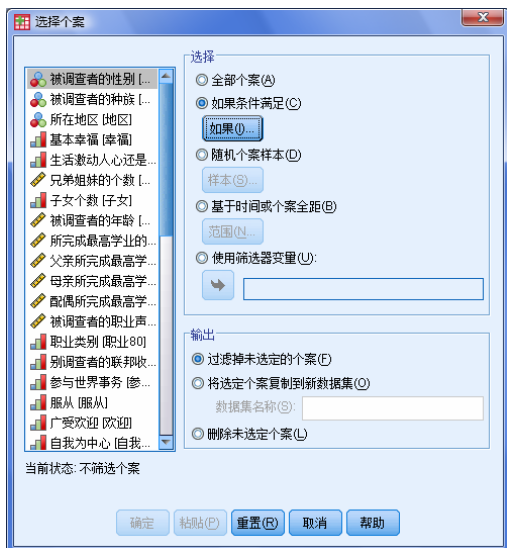 选择个案
被调查者的性别 [...
被调查者的种族 [...
所在地区 [地区]
基本幸福 [幸福]
生活激动人心还是...
兄弟姐妹的个数 [...
子女个数 [子女]
被调查者的年龄 [...
所完成最高学业的...
父亲所完成最高学...
母亲所完成最高学...
配偶所完成最高学...
被调查者的职业声...
职业类别 [职业80]
别调查者的联邦收...
参与世界事务 [参...
服从 [服从]
广受欢迎 [欢迎]
自我为中心 [自我...
当前状态: 不筛选个案
选择
全部个案(A)
如果条件满足(C)
如果(I)...
随机个案样本(D)
样本(S)...
基于时间或个案全距(B)
范围(N...
使用筛选器变量(U):
输出
过滤掉未选定的个案(F)
将选定个案复制到新数据集(O)
数据集名称(S):
删除未选定个案(L)
确定
粘贴(P)
重置(R)
取消
帮助